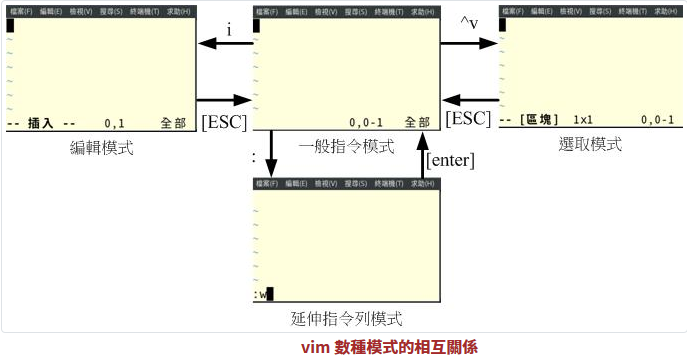 檔案(F) 編輯(E) 檢視(V) 搜尋(S) 終端機(T) 求助(H)
~
~
~
~
~
-- 插入 -- 0,1 全部
編輯模式
i
[ESC]
檔案(F) 編輯(E) 檢視(V) 搜尋(S) 終端機(T) 求助(H)
~
~
~
~
~
0,0-1 全部
一般指令模式
^v
[ESC]
檔案(F) 編輯(E) 檢視(V) 搜尋(S) 終端機(T) 求助(H)
~
~
~
~
~
-- [區塊] 1x1 0,0-1
選取模式
:
[enter]
檔案(F) 編輯(E) 檢視(V) 搜尋(S) 終端機(T) 求助(H)
~
~
~
~
~
:w
延伸指令列模式
vim 數種模式的相互關係